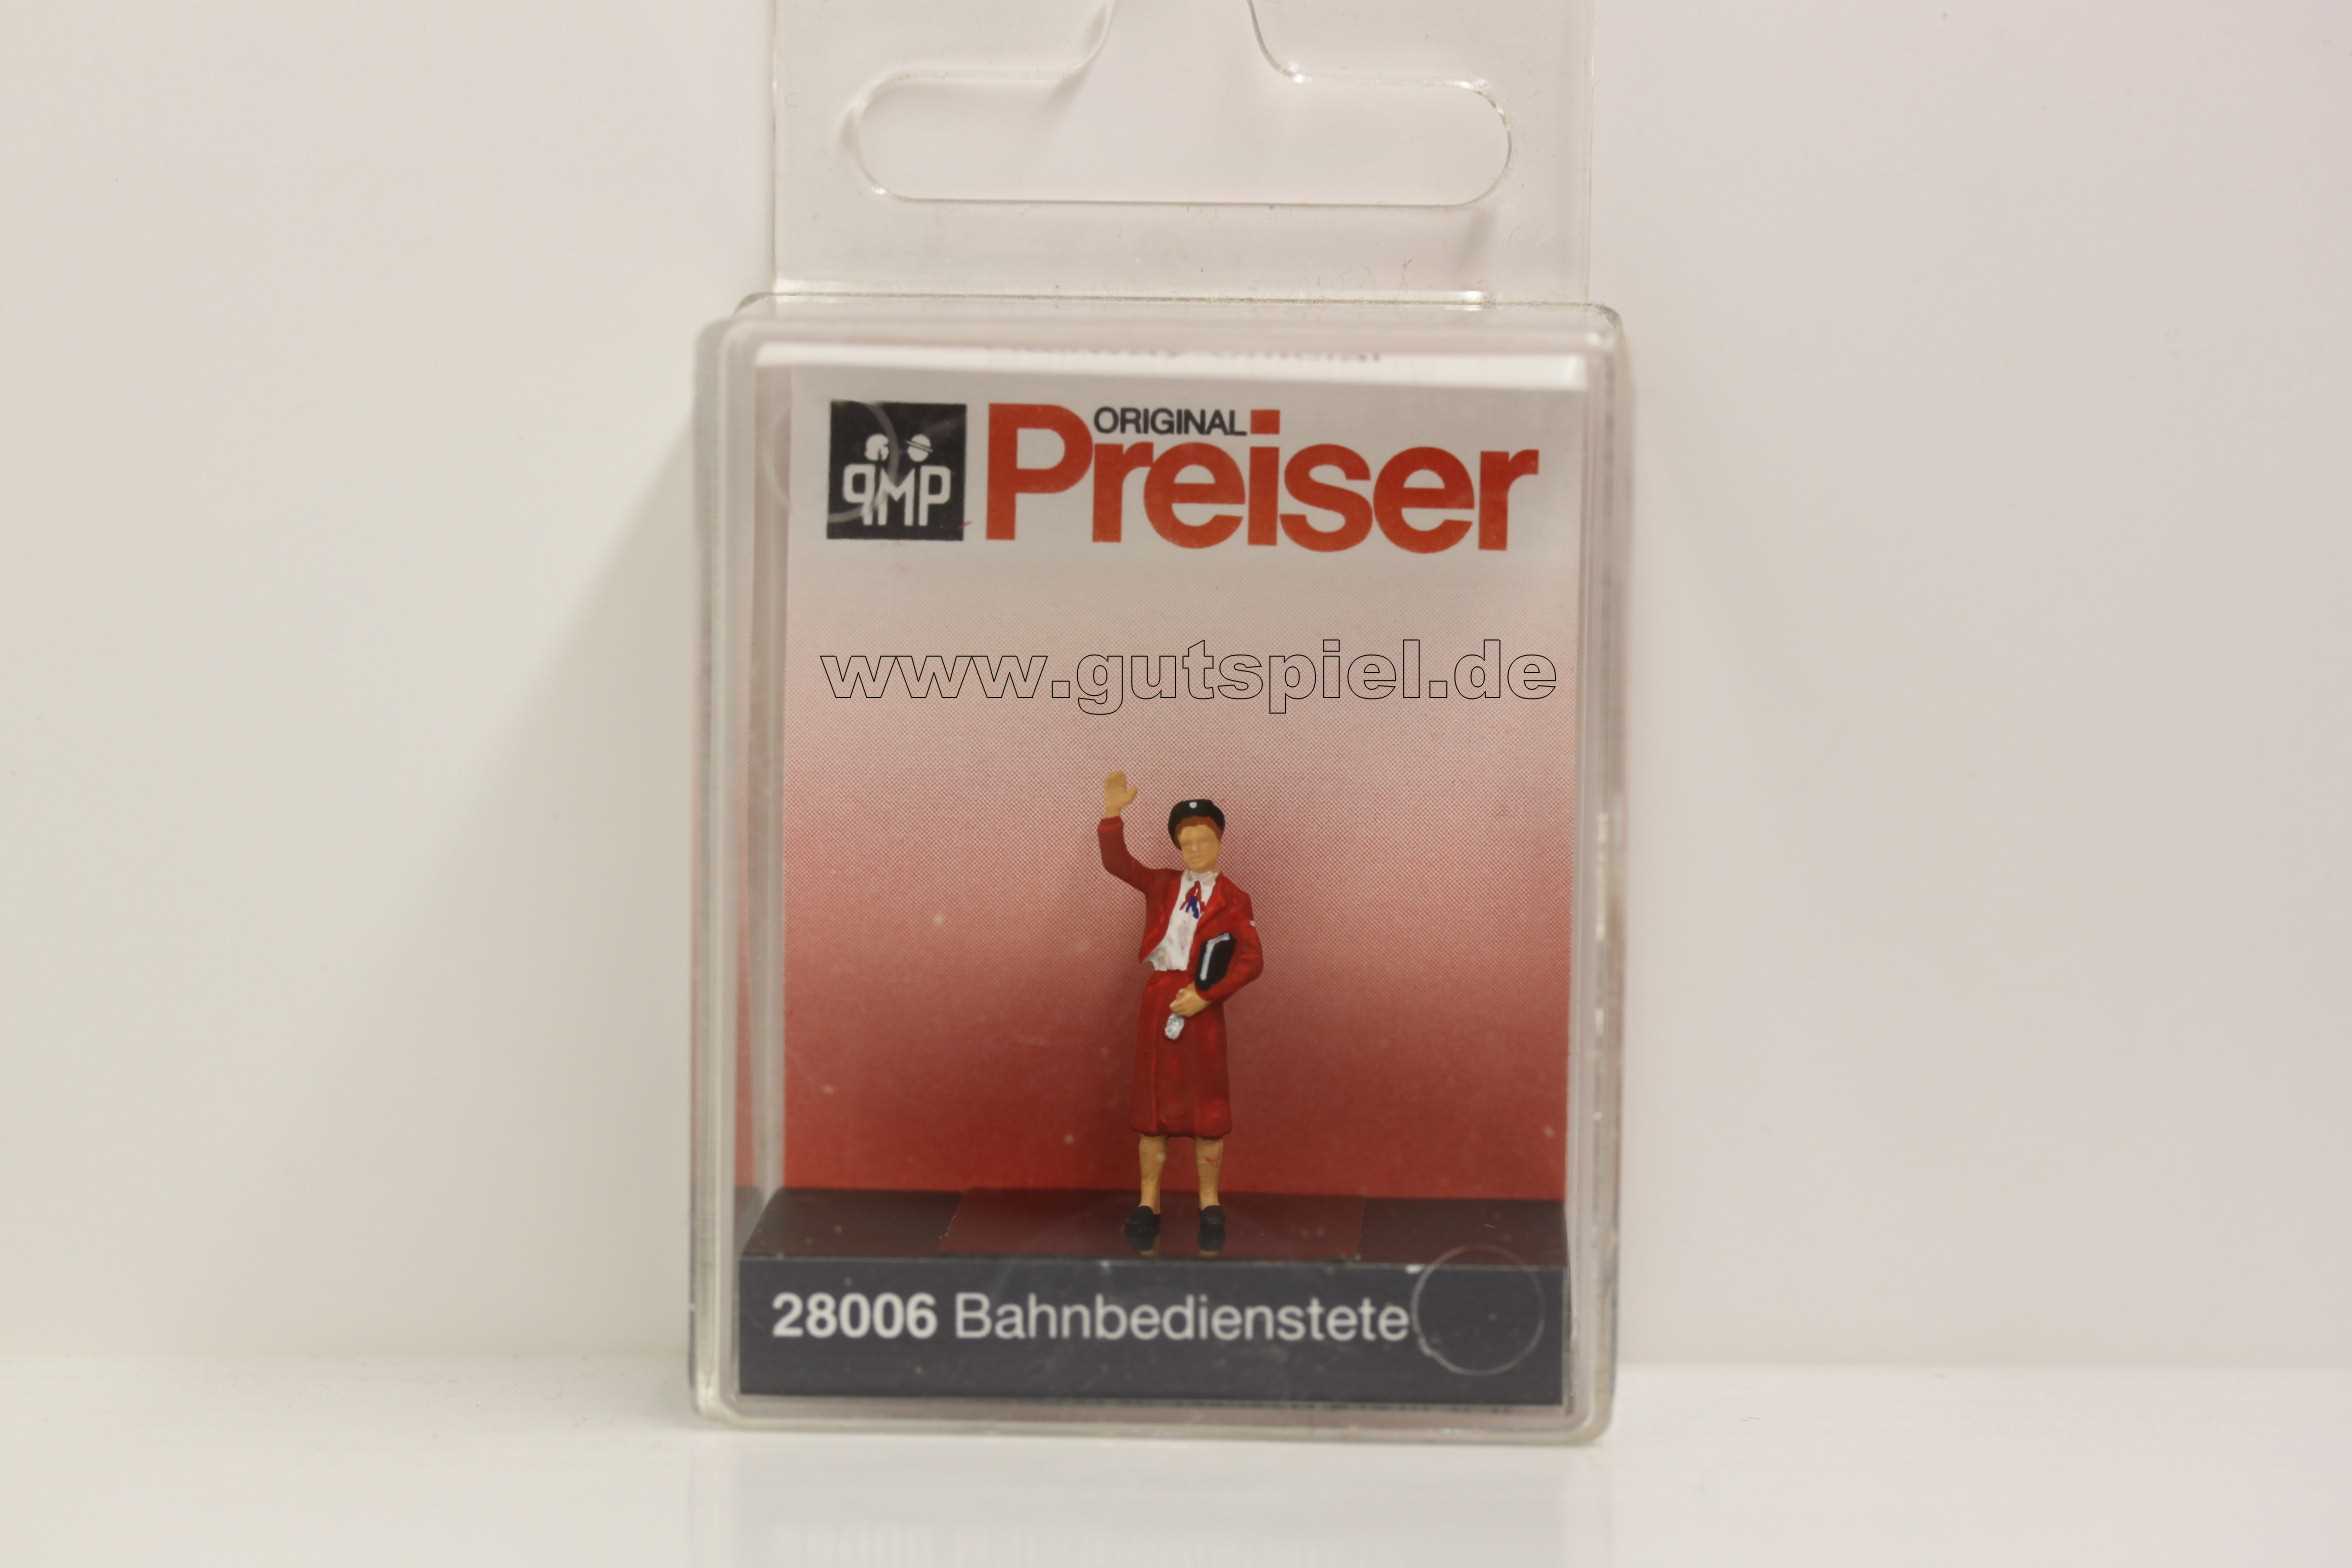 PMP
ORIGINAL
Preiser
www.gutspiel.de
28006 Bahnbedienstete